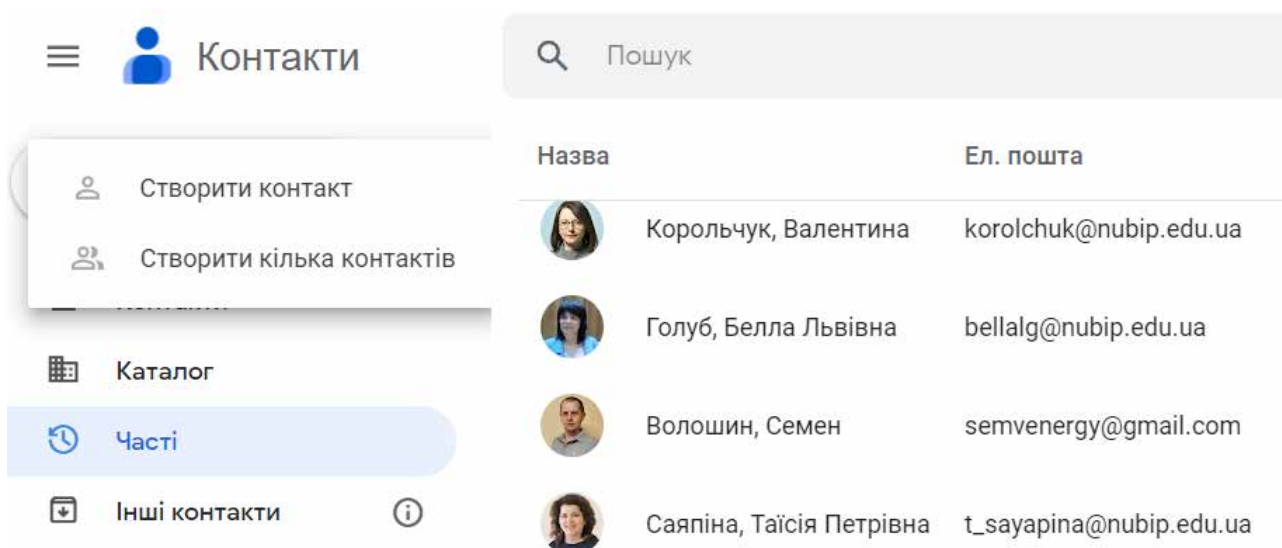 Контакти
Пошук
Створити контакт
Створити кілька контактів
Каталог
Часті
Інші контакти
Назва Ел. пошта
Корольчук, Валентина korolchuk@nubip.edu.ua
Голуб, Белла Львівна bellalg@nubip.edu.ua
Волошин, Семен semvenergy@gmail.com
Саяпіна, Таїсія Петрівна t_sayapina@nubip.edu.ua